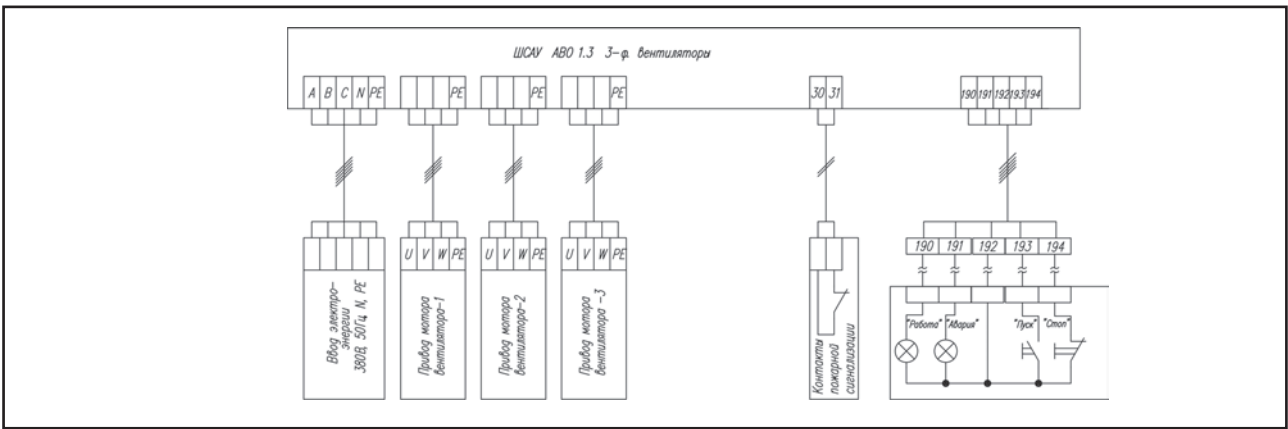 ШСАУ АВО 1.3 3-ф. вентиляторы
A B C N PE
PE
PE
PE
30 31
190 191 192 193 194
U V W PE
U V W PE
U V W PE
190 191 192 193 194
Ввод электро-
энергии
380В, 50Гц N, PE
Привод мотора
вентилятора-1
Привод мотора
вентилятора-2
Привод мотора
вентилятора -3
Контакты
пожарной
сигнализации
"Работа" "Авария" "Пуск" "Стоп"